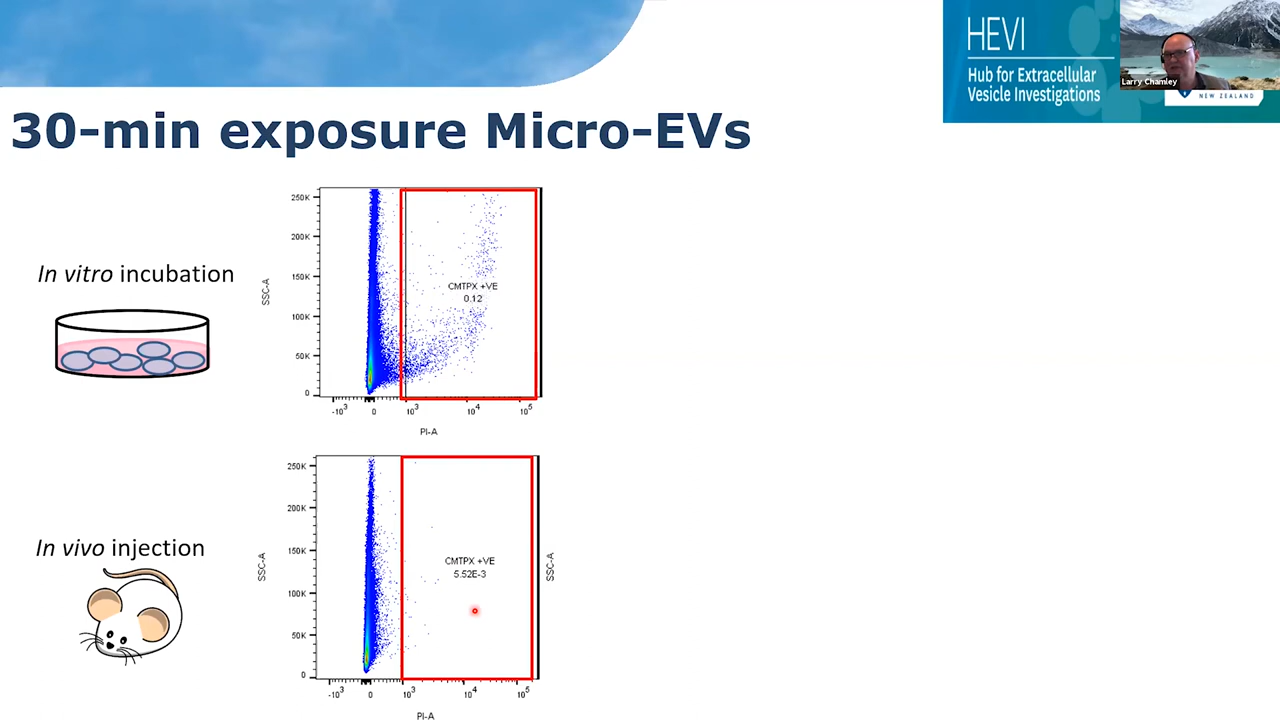 HEVI
Hub for Extracellular
Vesicle Investigations
Larry Chamley
NEW ZEALAND
30-min exposure Micro-EVs
In vitro incubation
250K
200K
150K
100K
50K
0
SSC-A
CMTPX +VE
0.12
-10³ 0 10³ 10⁴ 10⁵
PI-A
In vivo injection
250K
200K
150K
100K
50K
0
SSC-A
CMTPX +VE
5.52E-3
SSC-A
-10³ 0 10³ 10⁴ 10⁵
PI-A